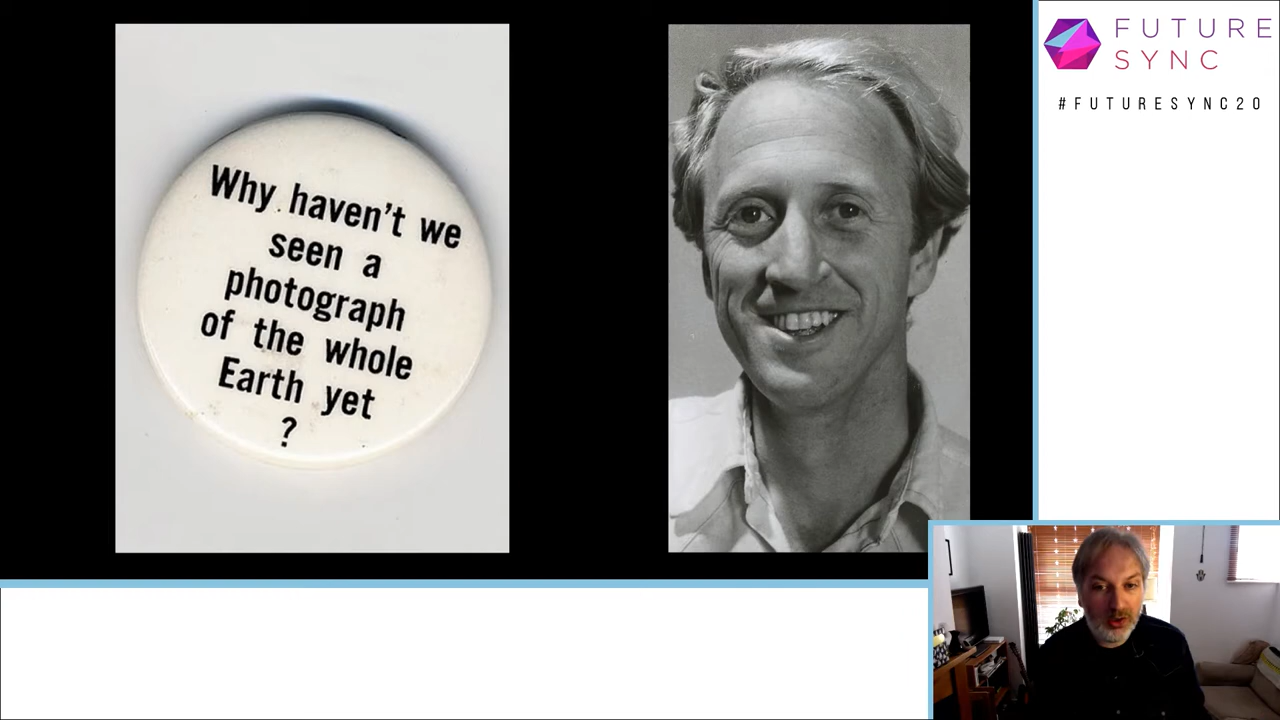 Why haven't we
seen a
photograph
of the whole
Earth yet
?
FUTURE
SYNC
#FUTURESYNC20